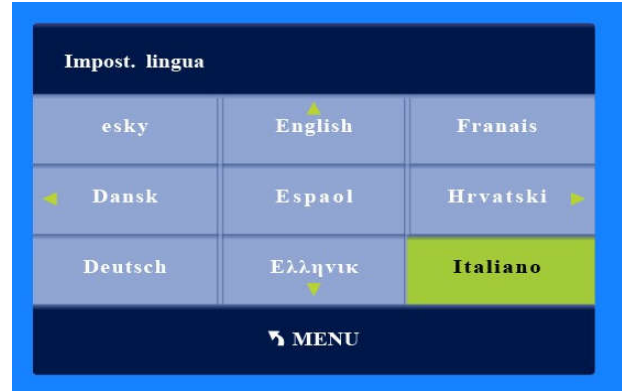 Impost. lingua
esky English Franais
Dansk Espaol Hrvatski
Deutsch Ελληνικ Italiano
MENU